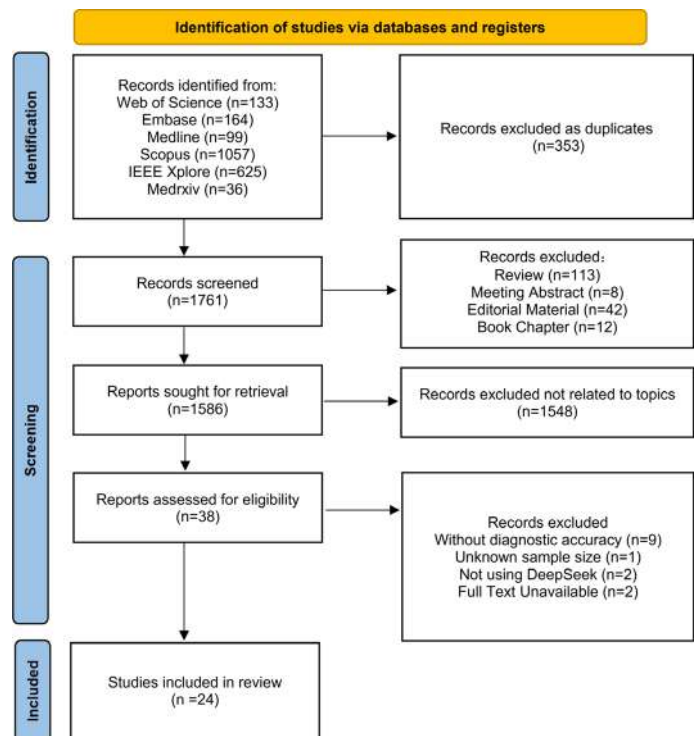 Identification of studies via databases and registers
Identification
Records identified from:
Web of Science (n=133)
Embase (n=164)
Medline (n=99)
Scopus (n=1057)
IEEE Xplore (n=625)
Medrxiv (n=36)
Records excluded as duplicates
(n=353)
Screening
Records screened
(n=1761)
Records excluded：
Review (n=113)
Meeting Abstract (n=8)
Editorial Material (n=42)
Book Chapter (n=12)
Reports sought for retrieval
(n=1586)
Records excluded not related to topics
(n=1548)
Reports assessed for eligibility
(n=38)
Records excluded
Without diagnostic accuracy (n=9)
Unknown sample size (n=1)
Not using DeepSeek (n=2)
Full Text Unavailable (n=2)
Included
Studies included in review
(n =24)